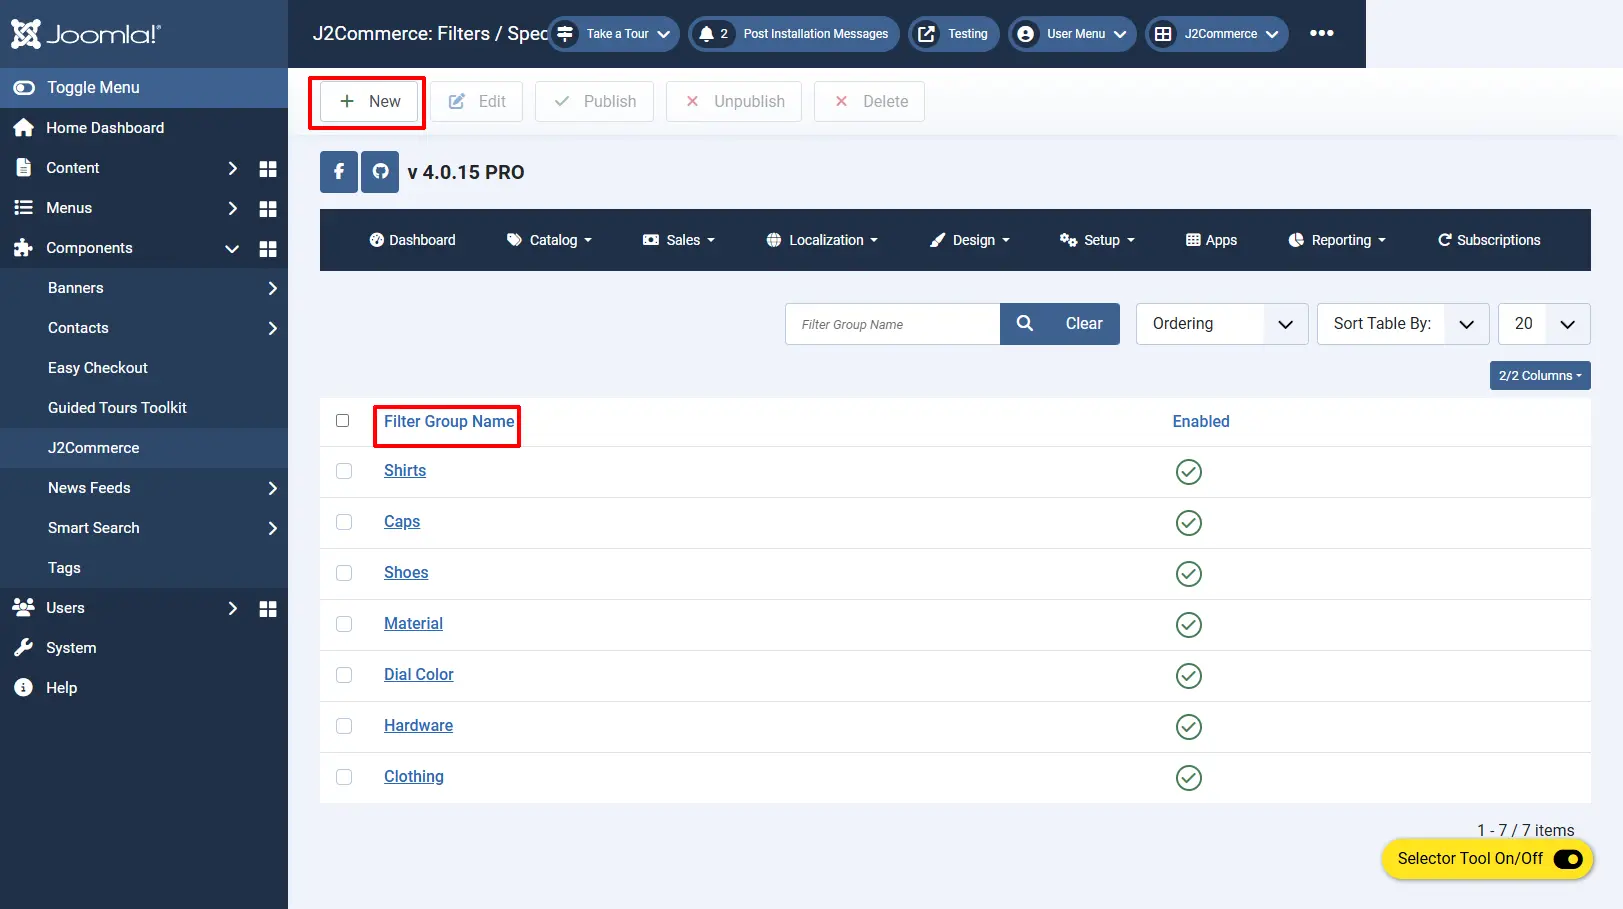 Joomla!®
J2Commerce: Filters / Spec
Take a Tour
2 Post Installation Messages
Testing
User Menu
J2Commerce
Toggle Menu
Home Dashboard
Content
Menus
Components
Banners
Contacts
Easy Checkout
Guided Tours Toolkit
J2Commerce
News Feeds
Smart Search
Tags
Users
System
Help
New
Edit
Publish
Unpublish
Delete
v 4.0.15 PRO
Dashboard
Catalog
Sales
Localization
Design
Setup
Apps
Reporting
Subscriptions
Filter Group Name
Clear
Ordering
Sort Table By:
20
2/2 Columns
Filter Group Name
Enabled
Shirts
Caps
Shoes
Material
Dial Color
Hardware
Clothing
1 - 7 / 7 items
Selector Tool On/Off